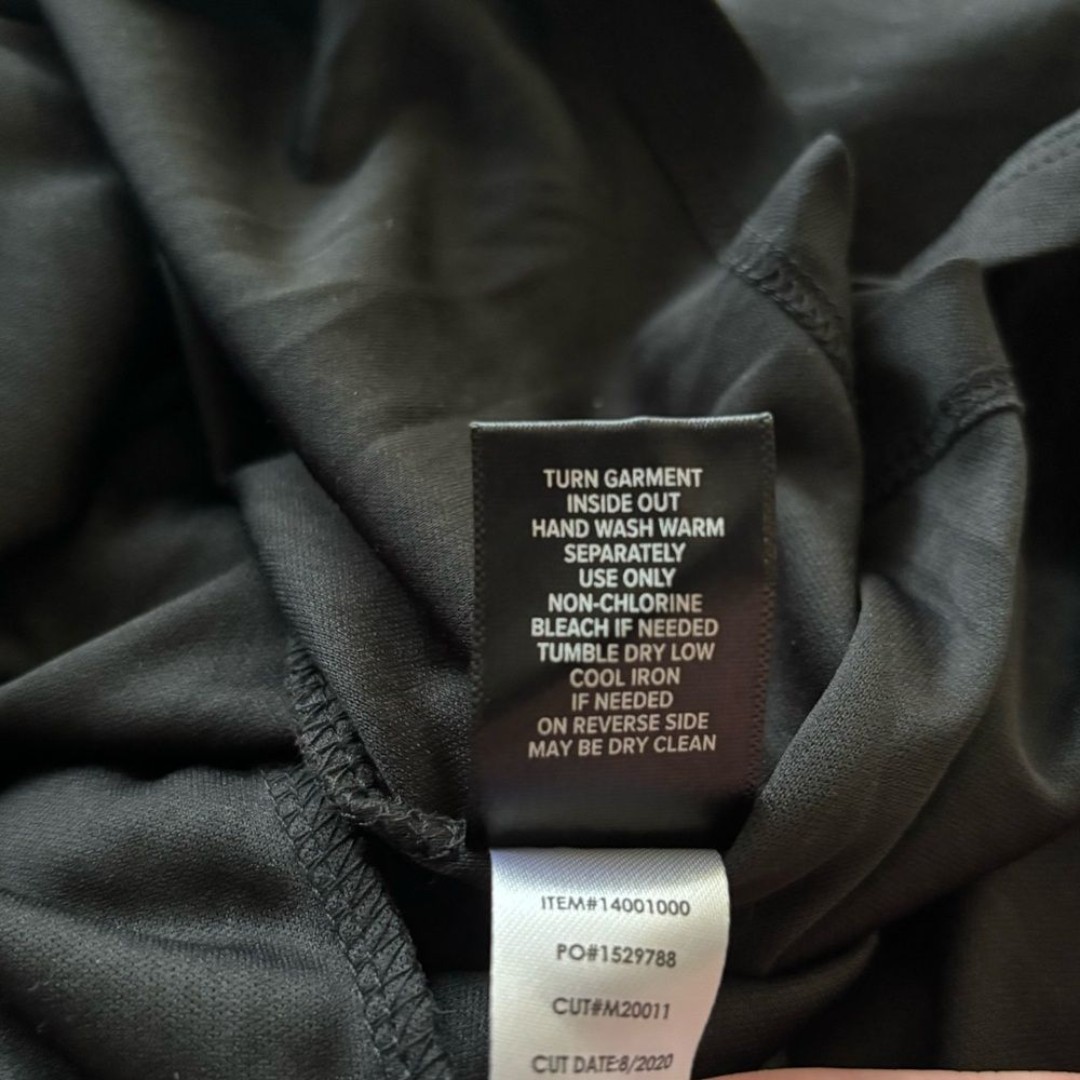 TURN GARMENT
INSIDE OUT
HAND WASH WARM
SEPARATELY
USE ONLY
NON-CHLORINE
BLEACH IF NEEDED
TUMBLE DRY LOW
COOL IRON
IF NEEDED
ON REVERSE SIDE
MAY BE DRY CLEAN
ITEM#14001000
PO#1529788
CUT#M20011
CUT DATE:8/2020